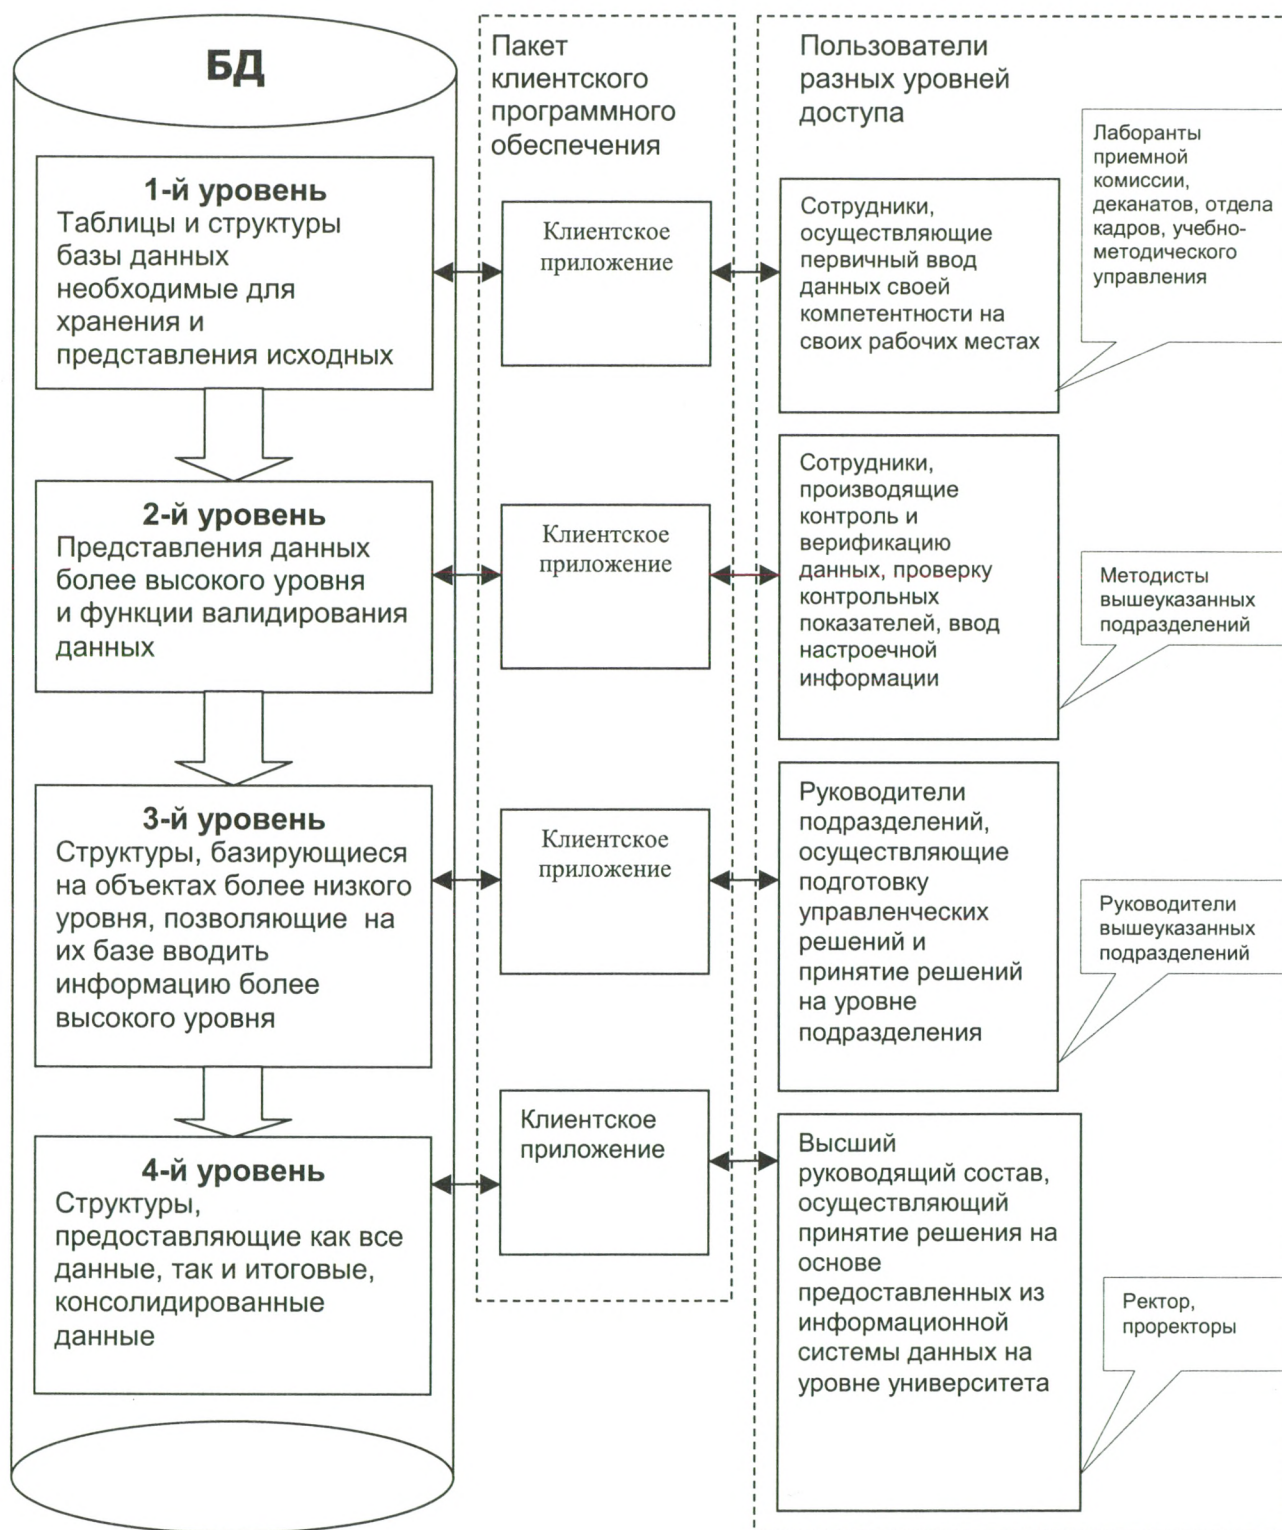 БД
1-й уровень
Таблицы и структуры
базы данных
необходимые для
хранения и
представления исходных
2-й уровень
Представления данных
более высокого уровня
и функции валидирования
данных
3-й уровень
Структуры, базирующиеся
на объектах более низкого
уровня, позволяющие на
их базе вводить
информацию более
высокого уровня
4-й уровень
Структуры,
предоставляющие как все
данные, так и итоговые,
консолидированные
данные
Пакет
клиентского
программного
обеспечения
Клиентское
приложение
Клиентское
приложение
Клиентское
приложение
Клиентское
приложение
Пользователи
разных уровней
доступа
Сотрудники,
осуществляющие
первичный ввод
данных своей
компетентности на
своих рабочих местах
Лаборанты
приемной
комиссии,
деканатов, отдела
кадров, учебно-
методического
управления
Сотрудники,
производящие
контроль и
верификацию
данных, проверку
контрольных
показателей, ввод
настроечной
информации
Методисты
вышеуказанных
подразделений
Руководители
подразделений,
осуществляющие
подготовку
управленческих
решений и
принятие решений
на уровне
подразделения
Руководители
вышеуказанных
подразделений
Высший
руководящий состав,
осуществляющий
принятие решения на
основе
предоставленных из
информационной
системы данных на
уровне университета
Ректор,
проректоры